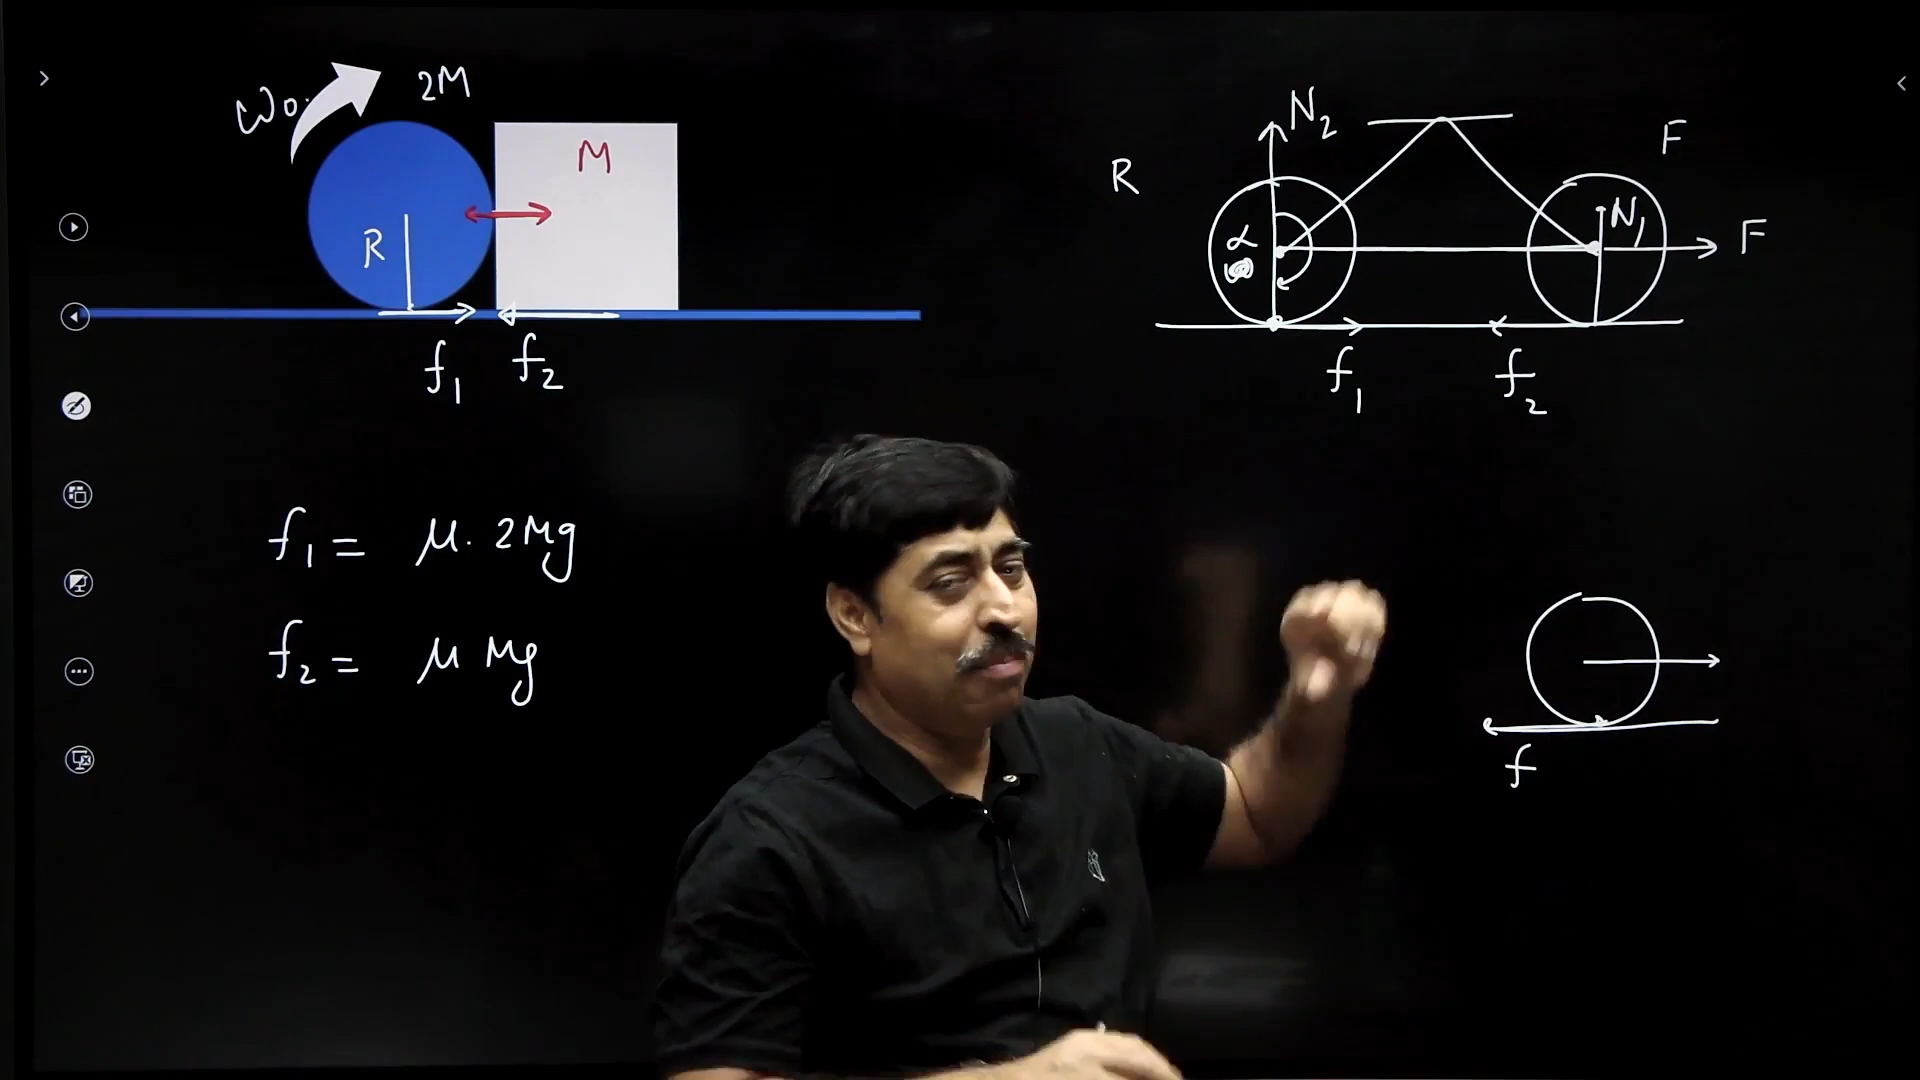 ω₀
2M
M
R
f₁
f₂
f₁ = μ. 2Mg
f₂ = μ Mg
N₂
F
R
N₁
F
α
f₁
f₂
f